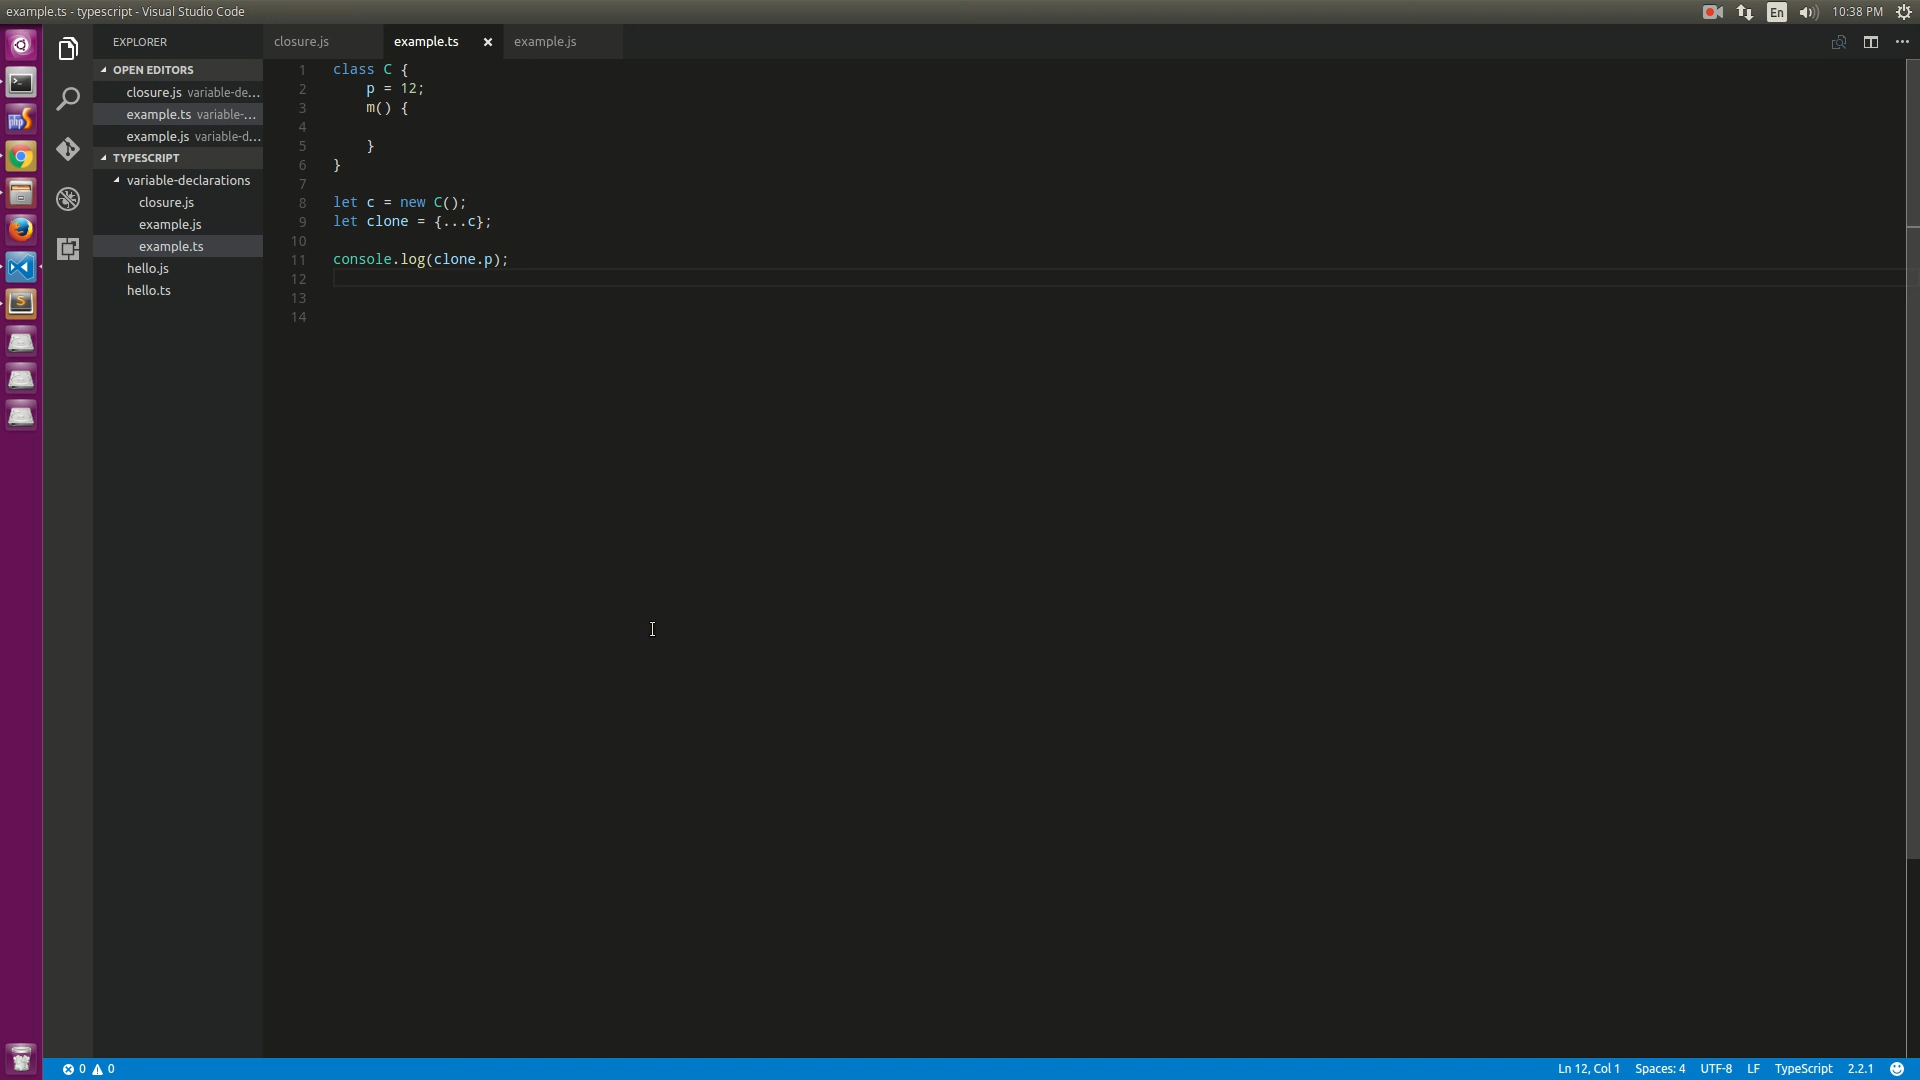 example.ts - typescript - Visual Studio Code
En
10:38 PM
EXPLORER
OPEN EDITORS
closure.js variable-de...
example.ts variable-...
example.js variable-d...
TYPESCRIPT
variable-declarations
closure.js
example.js
example.ts
hello.js
hello.ts
closure.js
example.ts
example.js
1 class C {
2 p = 12;
3 m() {
4
5 }
6 }
7
8 let c = new C();
9 let clone = {...c};
10
11 console.log(clone.p);
12
13
14
0 0
Ln 12, Col 1
Spaces: 4
UTF-8
LF
TypeScript
2.2.1